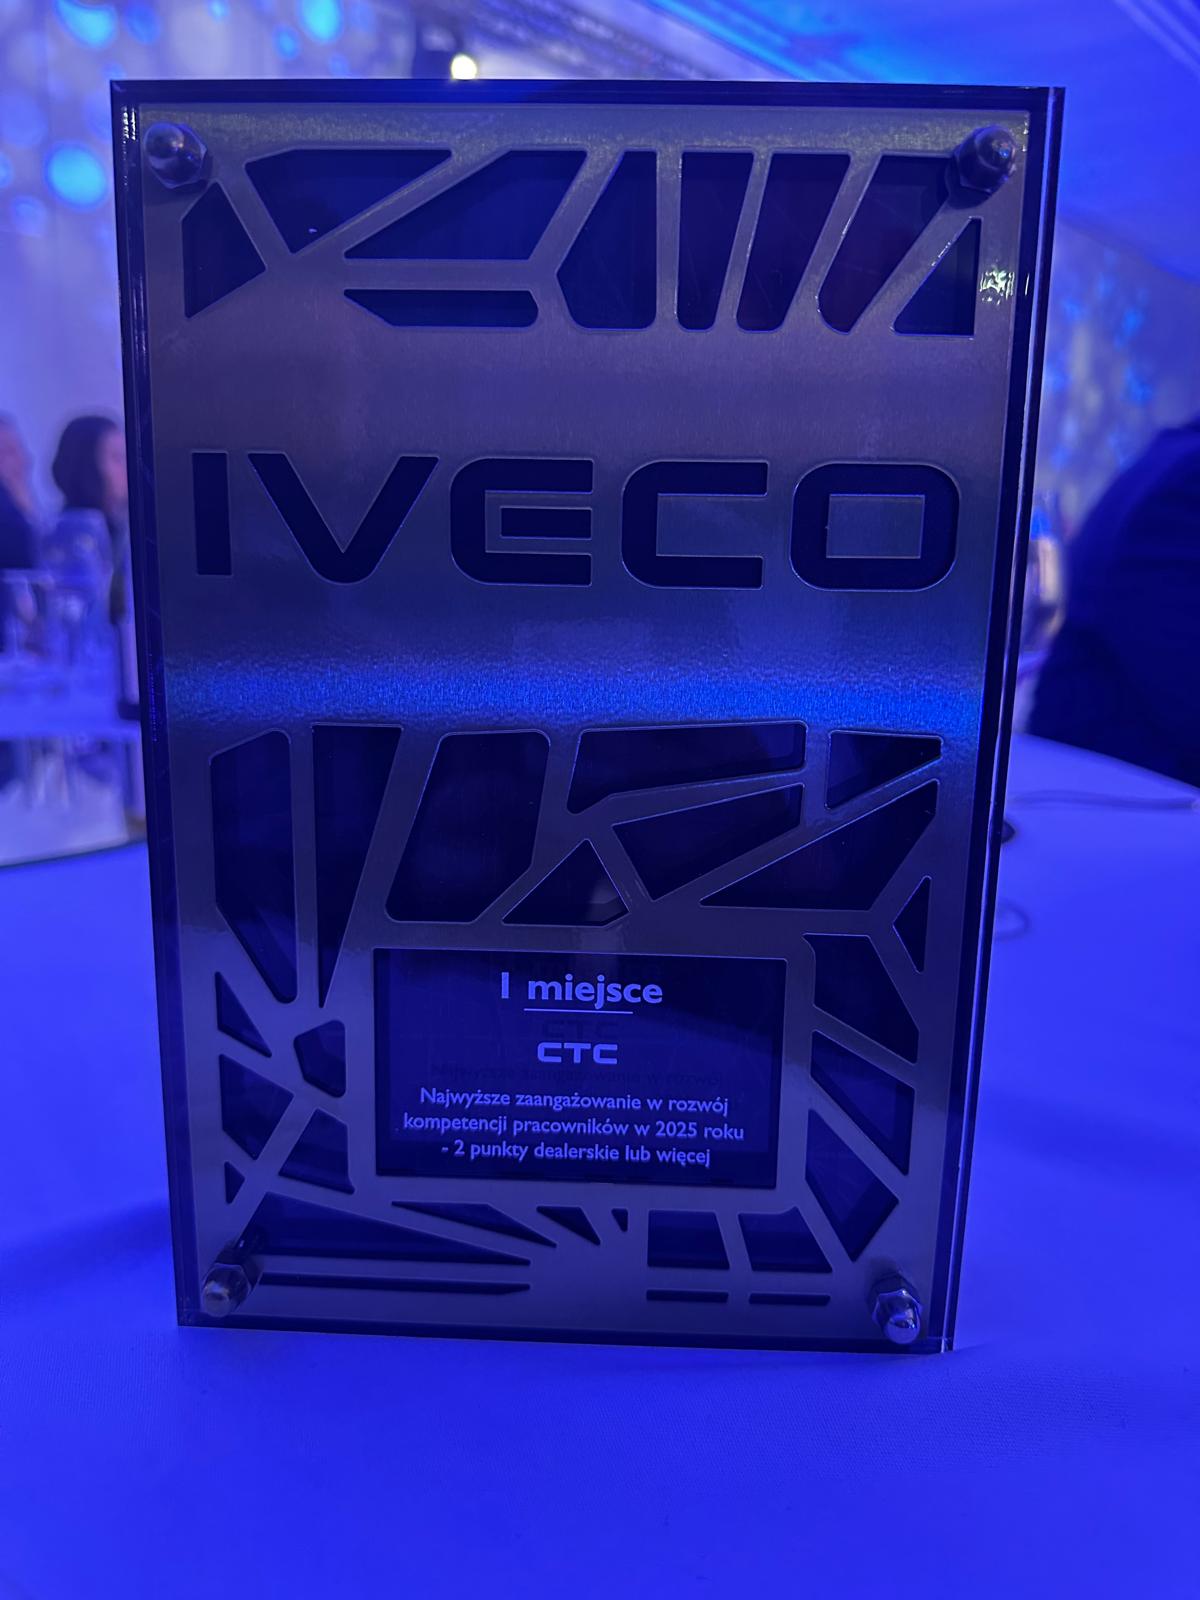 IVECO
I miejsce
CTC
Najwyższe zaangażowanie w rozwój
kompetencji pracowników w 2025 roku
- 2 punkty dealerskie lub więcej